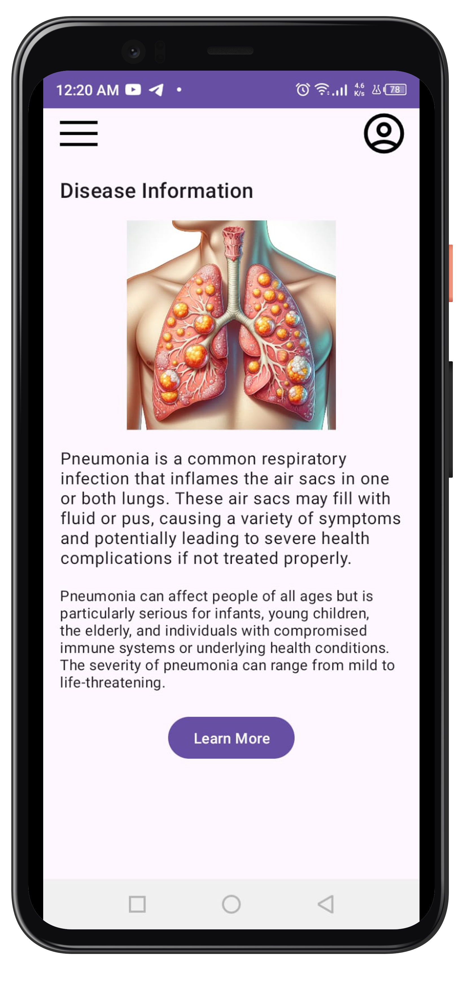 12:20 AM
4.6
K/s
78
Disease Information
Pneumonia is a common respiratory
infection that inflames the air sacs in one
or both lungs. These air sacs may fill with
fluid or pus, causing a variety of symptoms
and potentially leading to severe health
complications if not treated properly.
Pneumonia can affect people of all ages but is
particularly serious for infants, young children,
the elderly, and individuals with compromised
immune systems or underlying health conditions.
The severity of pneumonia can range from mild to
life-threatening.
Learn More